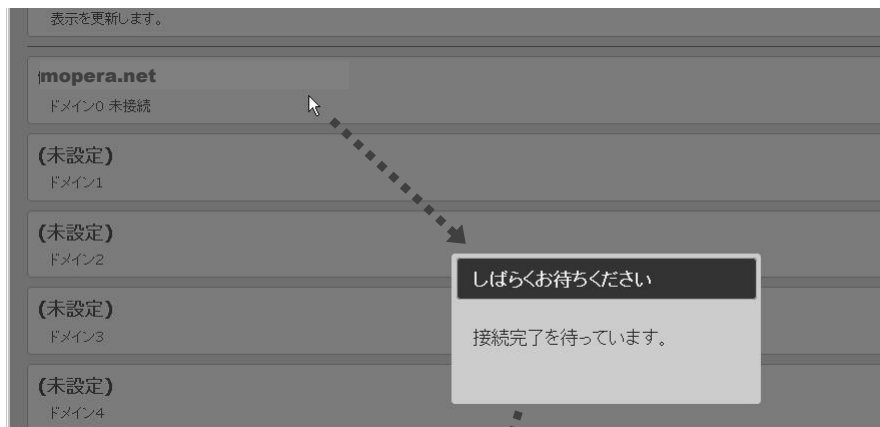 表示を更新します。
mopera.net
ドメイン0 未接続
(未設定)
ドメイン1
(未設定)
ドメイン2
(未設定)
ドメイン3
(未設定)
ドメイン4
しばらくお待ちください
接続完了を待っています。